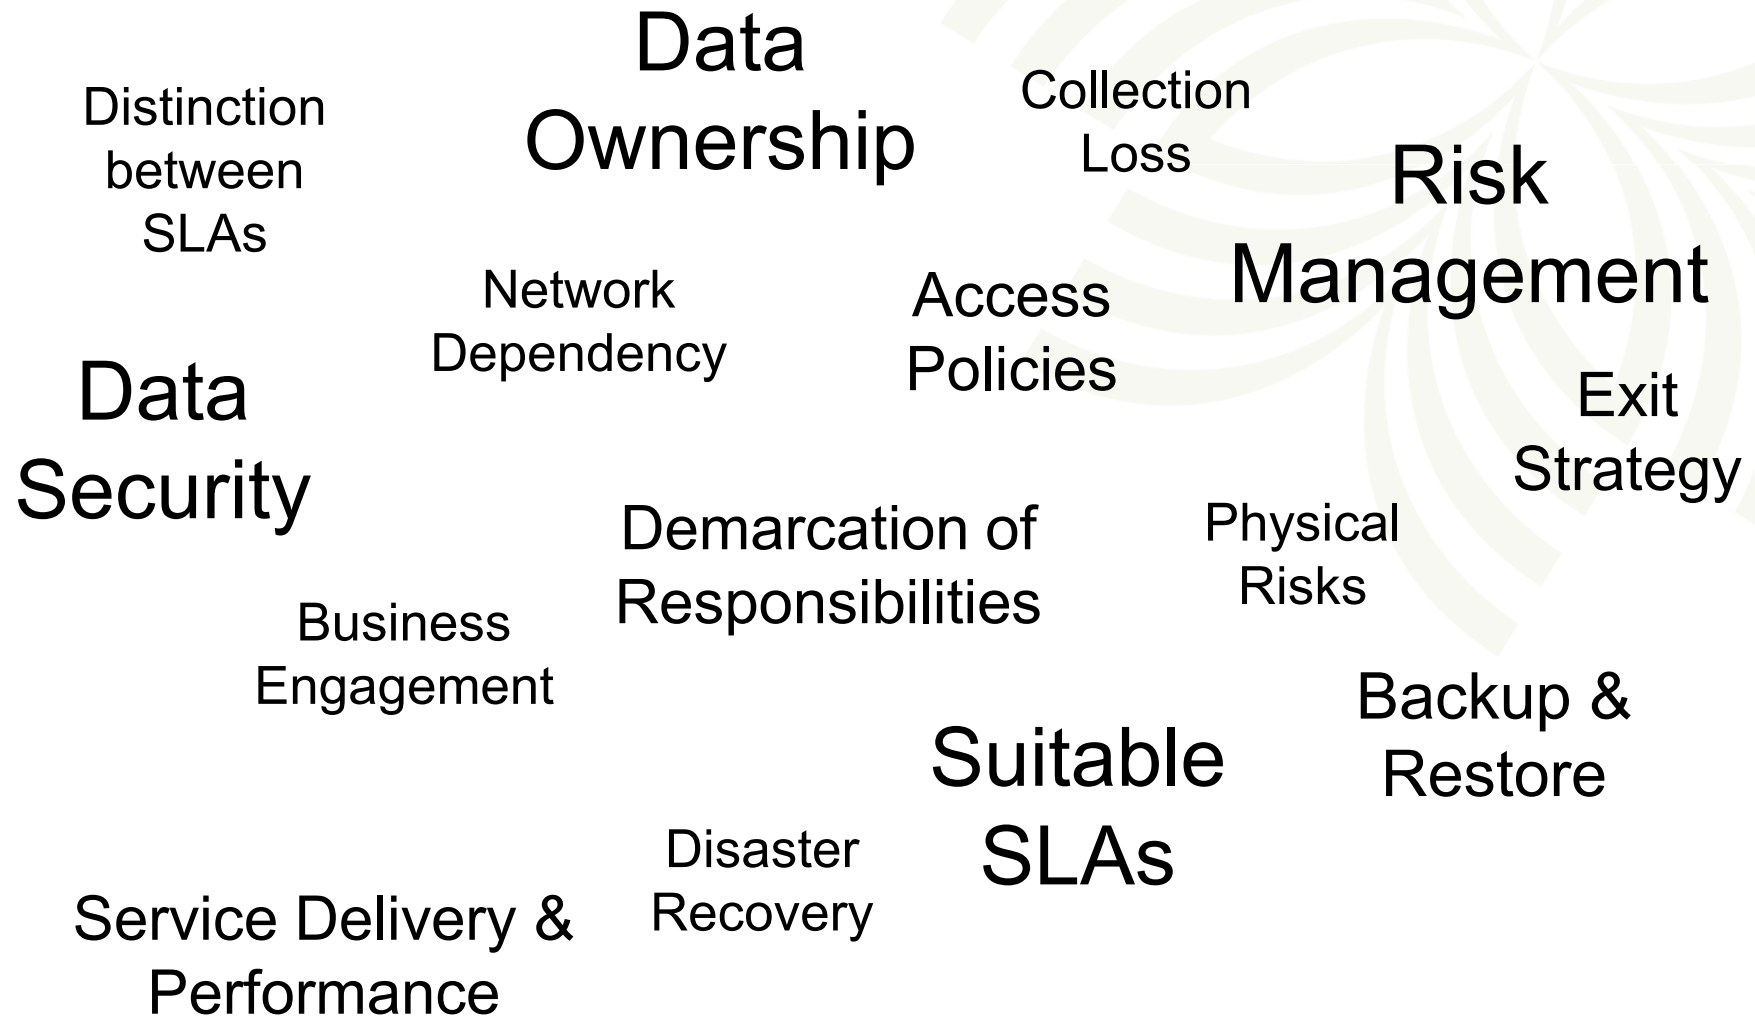 Data
Ownership
Distinction
between
SLAs
Collection
Loss
Risk
Management
Network
Dependency
Access
Policies
Data
Security
Exit
Strategy
Demarcation of
Responsibilities
Physical
Risks
Business
Engagement
Backup &
Restore
Suitable
SLAs
Disaster
Recovery
Service Delivery &
Performance